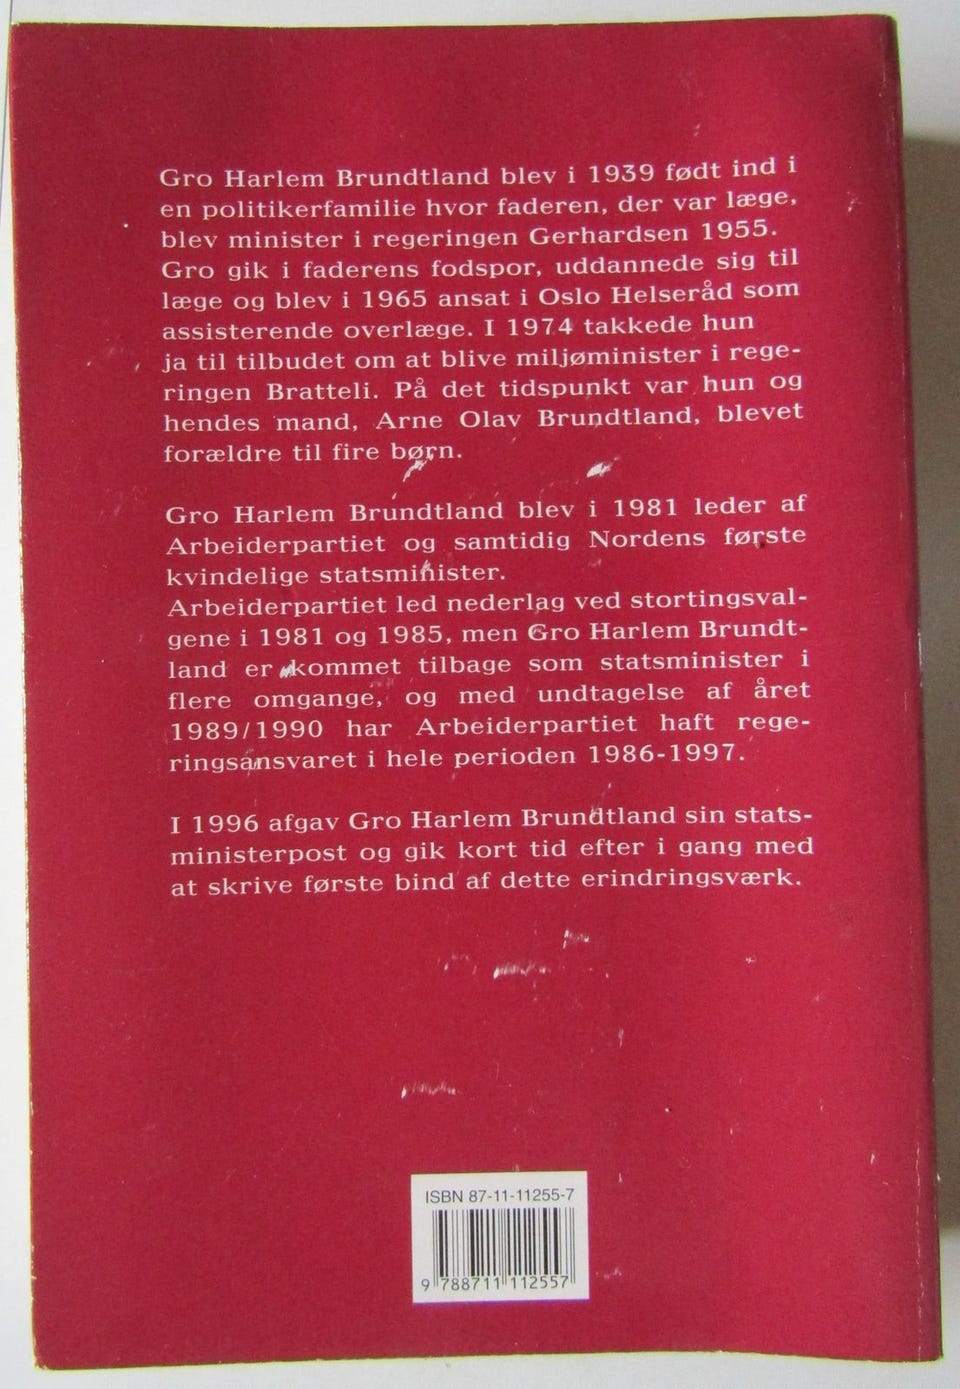 Gro Harlem Brundtland blev i 1939 født ind i
en politikerfamilie hvor faderen, der var læge,
blev minister i regeringen Gerhardsen 1955.
Gro gik i faderens fodspor, uddannede sig til
læge og blev i 1965 ansat i Oslo Helseråd som
assisterende overlæge. I 1974 takkede hun
ja til tilbudet om at blive miljøminister i rege-
ringen Bratteli. På det tidspunkt var hun og
hendes mand, Arne Olav Brundtland, blevet
forældre til fire børn.
Gro Harlem Brundtland blev i 1981 leder af
Arbeiderpartiet og samtidig Nordens første
kvindelige statsminister.
Arbeiderpartiet led nederlag ved stortingsval-
gene i 1981 og 1985, men Gro Harlem Brundt-
land er kommet tilbage som statsminister i
flere omgange, og med undtagelse af året
1989/1990 har Arbeiderpartiet haft rege-
ringsansvaret i hele perioden 1986-1997.
I 1996 afgav Gro Harlem Brundtland sin stats-
ministerpost og gik kort tid efter i gang med
at skrive første bind af dette erindringsværk.
ISBN 87-11-11255-7
9 788711 112557